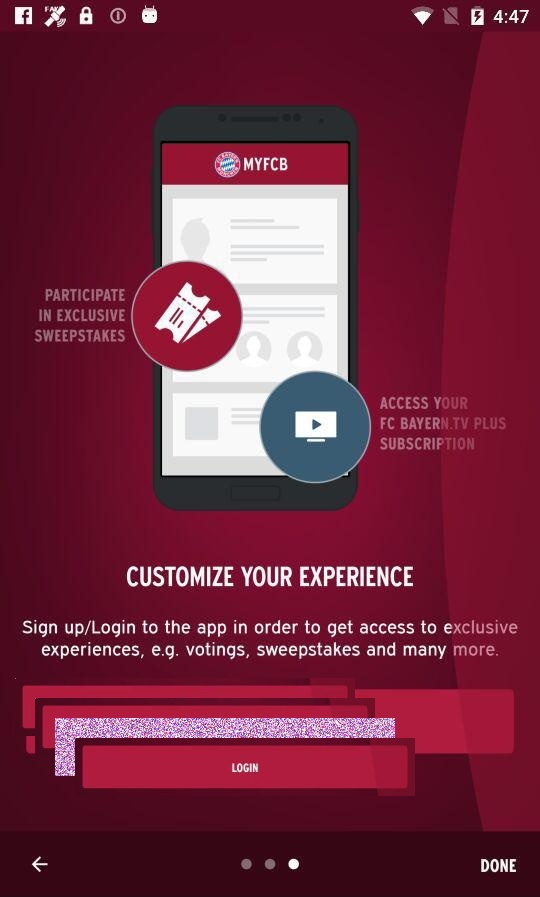 FAKE
4:47
MYFCB
PARTICIPATE
IN EXCLUSIVE
SWEEPSTAKES
ACCESS YOUR
FC BAYERN.TV PLUS
SUBSCRIPTION
CUSTOMIZE YOUR EXPERIENCE
Sign up/Login to the app in order to get access to exclusive
experiences, e.g. votings, sweepstakes and many more.
LOGIN
DONE